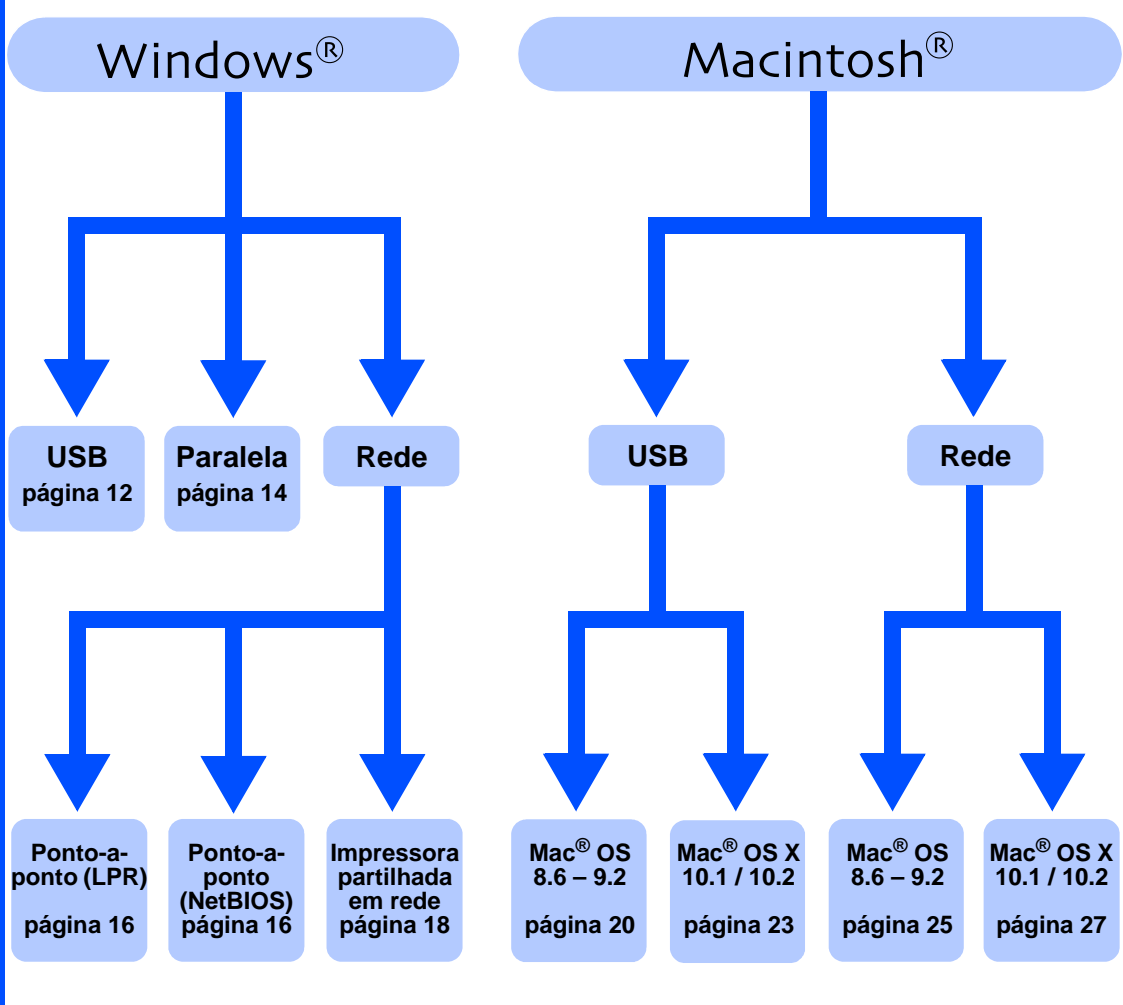 Windows®
Macintosh®
USB
página 12
Paralela
página 14
Rede
USB
Rede
Ponto-a-
ponto (LPR)
página 16
Ponto-a-
ponto
(NetBIOS)
página 16
Impressora
partilhada
em rede
página 18
Mac® OS
8.6 – 9.2
página 20
Mac® OS X
10.1 / 10.2
página 23
Mac® OS
8.6 – 9.2
página 25
Mac® OS X
10.1 / 10.2
página 27